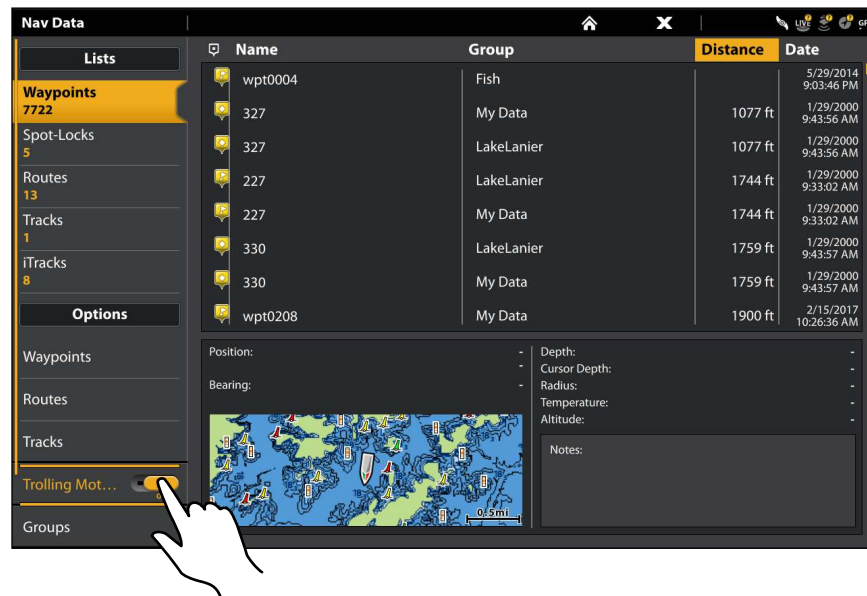 Nav Data
X
LIVE
Lists
Waypoints
7722
Spot-Locks
5
Routes
13
Tracks
1
iTracks
8
Options
Waypoints
Routes
Tracks
Trolling Mot...
Groups
Name Group Distance Date
wpt0004 Fish 5/29/2014
9:03:46 PM
327 My Data 1077 ft 1/29/2000
9:43:56 AM
327 LakeLanier 1077 ft 1/29/2000
9:43:56 AM
227 LakeLanier 1744 ft 1/29/2000
9:33:02 AM
227 My Data 1744 ft 1/29/2000
9:33:02 AM
330 LakeLanier 1759 ft 1/29/2000
9:43:57 AM
330 My Data 1759 ft 1/29/2000
9:43:57 AM
wpt0208 My Data 1900 ft 2/15/2017
10:26:36 AM
Position: -
-
Bearing: -
0.5mi
Depth: -
Cursor Depth: -
Radius: -
Temperature: -
Altitude: -
Notes: